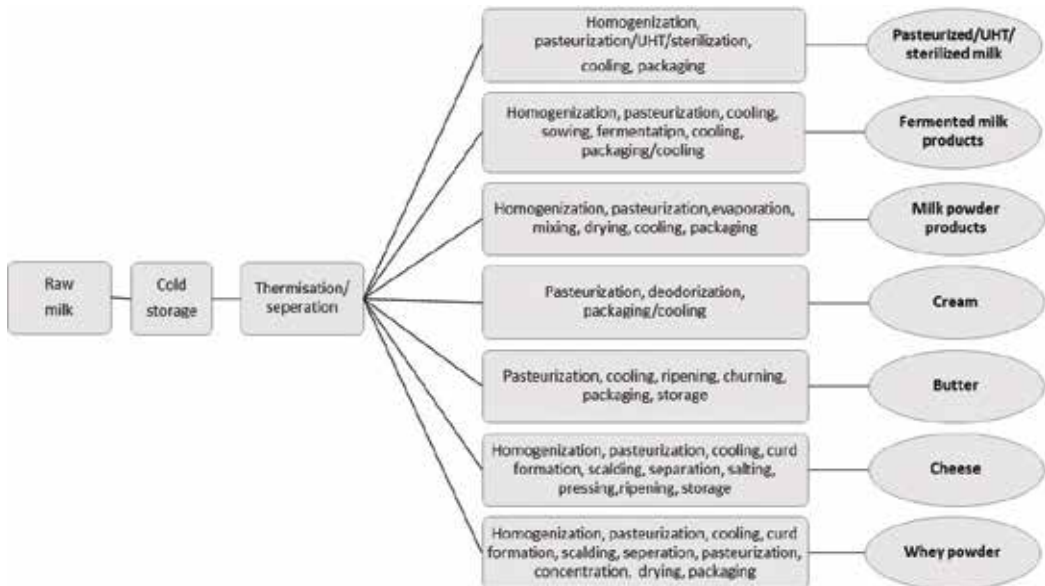 Raw
milk
Cold
storage
Thermisation/
seperation
Homogenization,
pasteurization/UHT/sterilization,
cooling, packaging
Pasteurized/UHT/
sterilized milk
Homogenization, pasteurization, cooling,
sowing, fermentatipn, cooling,
packaging/cooling
Fermented milk
products
Homogenization, pasteurization,evaporation,
mixing, drying, cooling, packaging
Milk powder
products
Pasteurization, deodorization,
packaging/cooling
Cream
Pasteurization, cooling, ripening, churning,
packaging, storage
Butter
Homogenization, pasteurization, cooling, curd
formation, scalding, separation, salting,
pressing,ripening, storage
Cheese
Homogenization, pasteurization, cooling, curd
formation, scalding, seperation, pasteurization,
concentration, drying, packaging
Whey powder